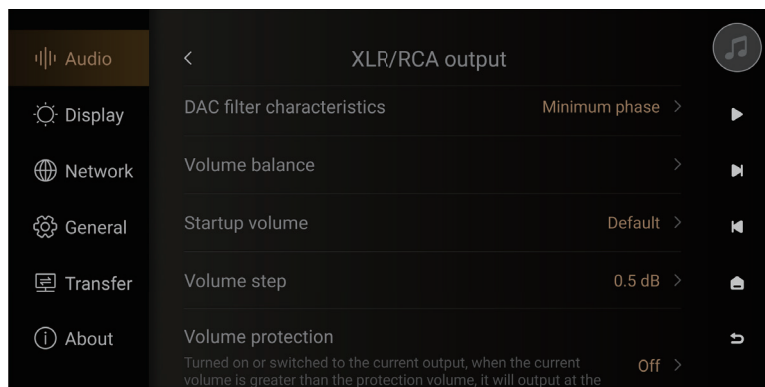 Audio
XLR/RCA output
DAC filter characteristics
Minimum phase
Display
Volume balance
Network
Startup volume
Default
General
Volume step
0.5 dB
Transfer
Volume protection
About
Turned on or switched to the current output, when the current
Off
volume is greater than the protection volume, it will output at the